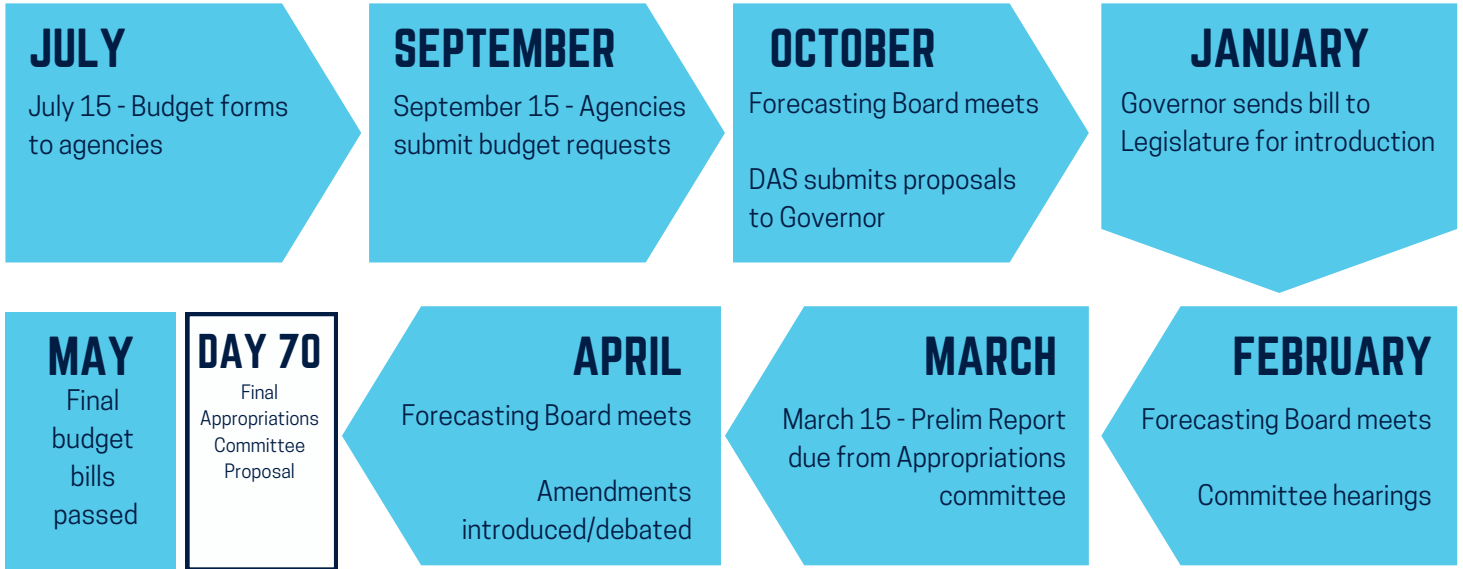 JULY
July 15 - Budget forms
to agencies
SEPTEMBER
September 15 - Agencies
submit budget requests
OCTOBER
Forecasting Board meets
DAS submits proposals
to Governor
JANUARY
Governor sends bill to
Legislature for introduction
FEBRUARY
Forecasting Board meets
Committee hearings
MARCH
March 15 - Prelim Report
due from Appropriations
committee
APRIL
Forecasting Board meets
Amendments
introduced/debated
DAY 70
Final
Appropriations
Committee
Proposal
MAY
Final
budget
bills
passed